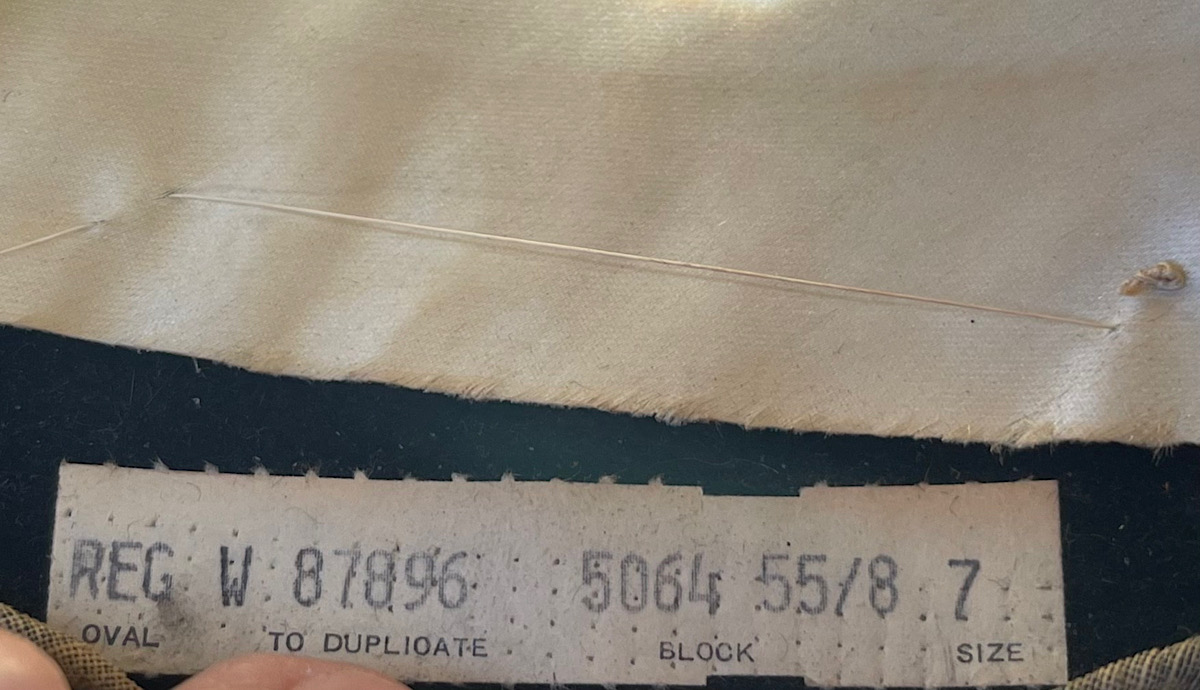 REG W 87896 5064 55/8 7
OVAL TO DUPLICATE BLOCK SIZE